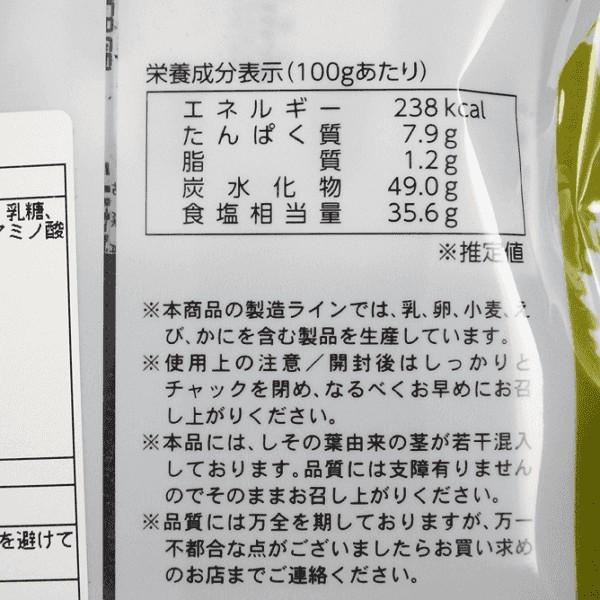 栄養成分表示(100gあたり)
エネルギー 238kcal
たんぱく質 7.9g
脂質 1.2g
炭水化物 49.0g
食塩相当量 35.6g
※推定値
※本商品の製造ラインでは、乳、卵、小麦、え
び、かにを含む製品を生産しています。
※使用上の注意/開封後はしっかりと
チャックを閉め、なるべくお早めにお召
し上がりください。
※本品には、しその葉由来の茎が若干混入
しております。品質には支障有りません
のでそのままお召し上がりください。
※品質には万全を期しておりますが、万一
不都合な点がございましたらお買い求め
のお店までご連絡ください。
乳糖、
アミノ酸
を避けて